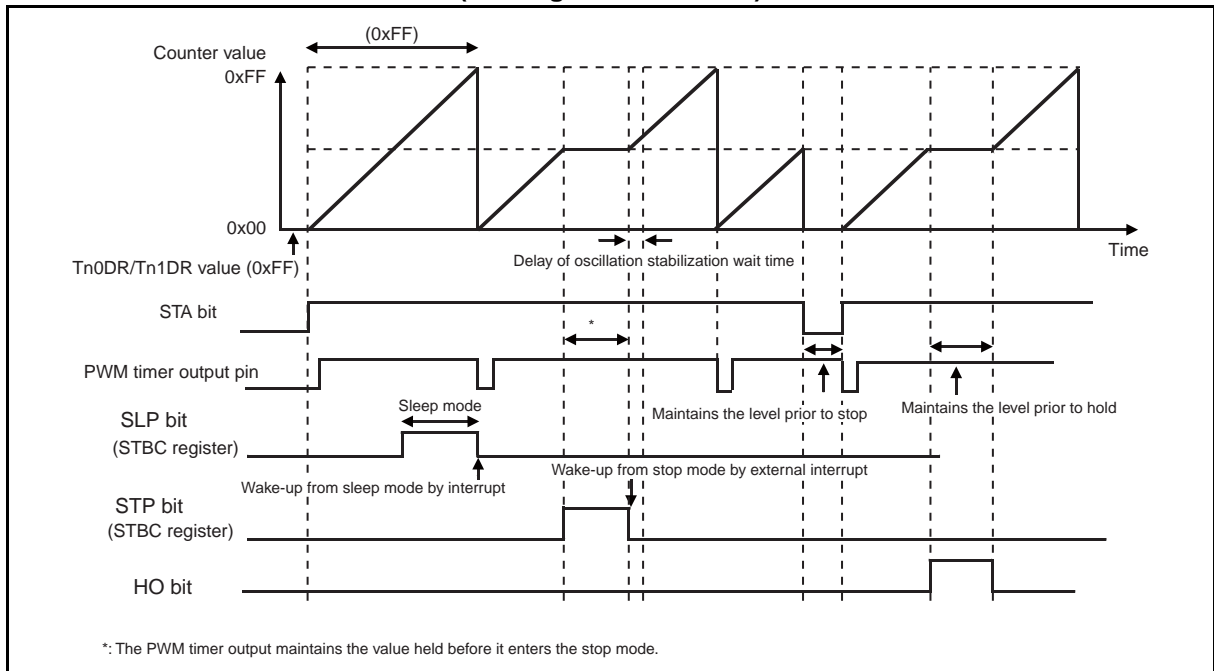 (0xFF)
Counter value
0xFF
0x00
Time
Delay of oscillation stabilization wait time
Tn0DR/Tn1DR value (0xFF)
STA bit
*
PWM timer output pin
Maintains the level prior to stop
Maintains the level prior to hold
Sleep mode
SLP bit
(STBC register)
Wake-up from stop mode by external interrupt
Wake-up from sleep mode by interrupt
STP bit
(STBC register)
HO bit
*: The PWM timer output maintains the value held before it enters the stop mode.